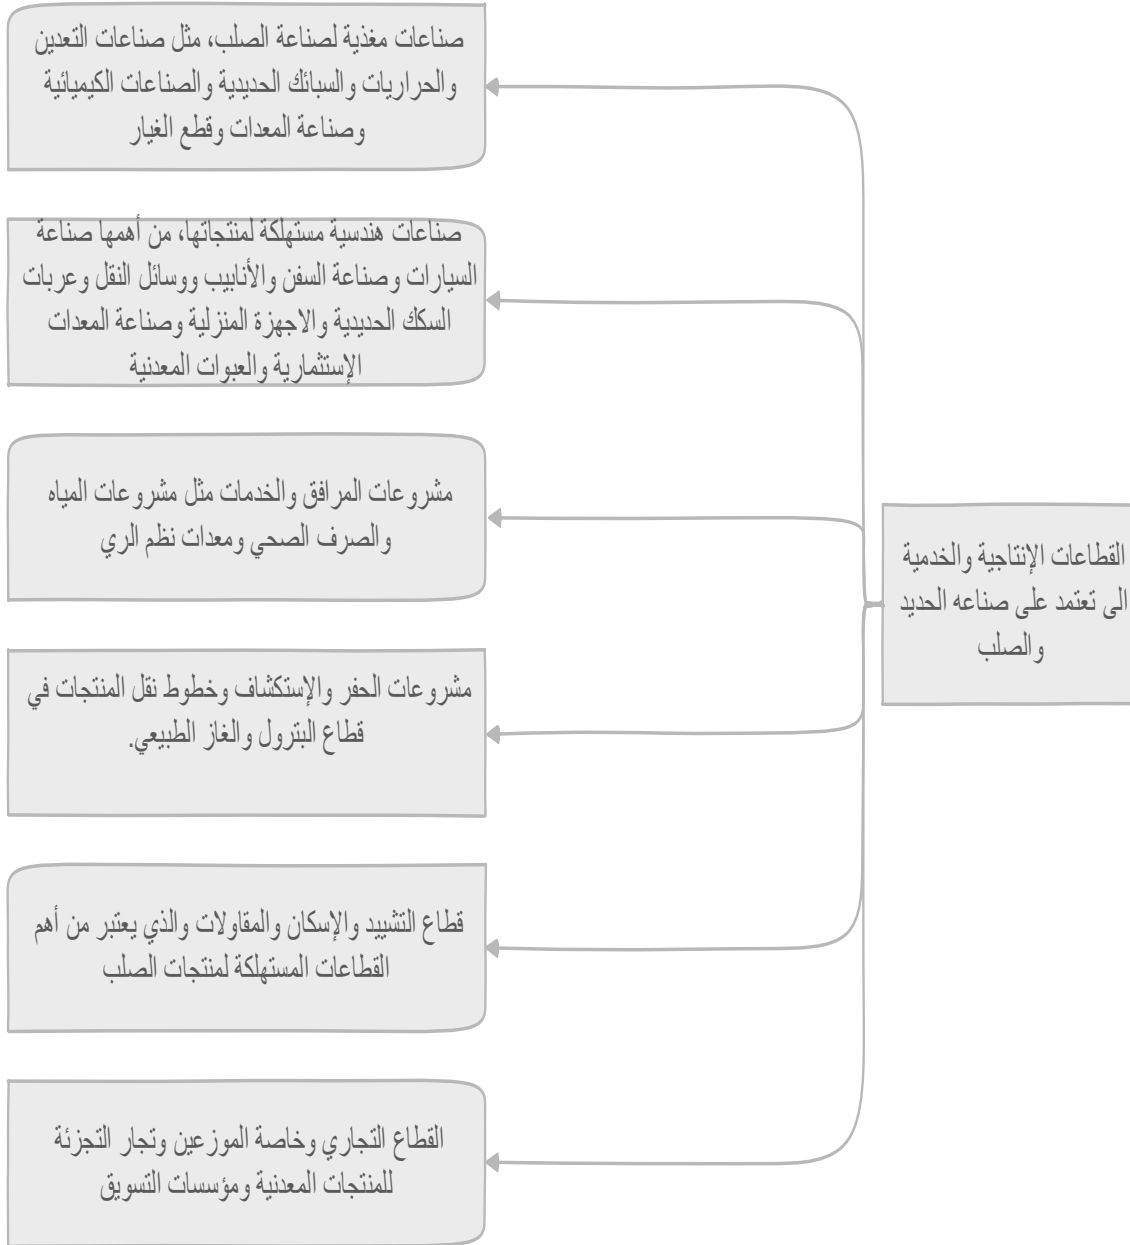 القطاعات الإنتاجية والخدمية
الى تعتمد على صناعه الحديد
والصلب
صناعات مغذية لصناعة الصلب، مثل صناعات التعدين
والحراريات والسبائك الحديدية والصناعات الكيميائية
وصناعة المعدات وقطع الغيار
صناعات هندسية مستهلكة لمنتجاتها، من أهمها صناعة
السيارات وصناعة السفن والأنابيب ووسائل النقل وعربات
السكك الحديدية والاجهزة المنزلية وصناعة المعدات
الإستثمارية والعبوات المعدنية
مشروعات المرافق والخدمات مثل مشروعات المياه
والصرف الصحي ومعدات نظم الري
مشروعات الحفر والإستكشاف وخطوط نقل المنتجات في
قطاع البترول والغاز الطبيعي.
قطاع التشييد والإسكان والمقاولات والذي يعتبر من أهم
القطاعات المستهلكة لمنتجات الصلب
القطاع التجاري وخاصة الموزعين وتجار التجزئة
للمنتجات المعدنية ومؤسسات التسويق